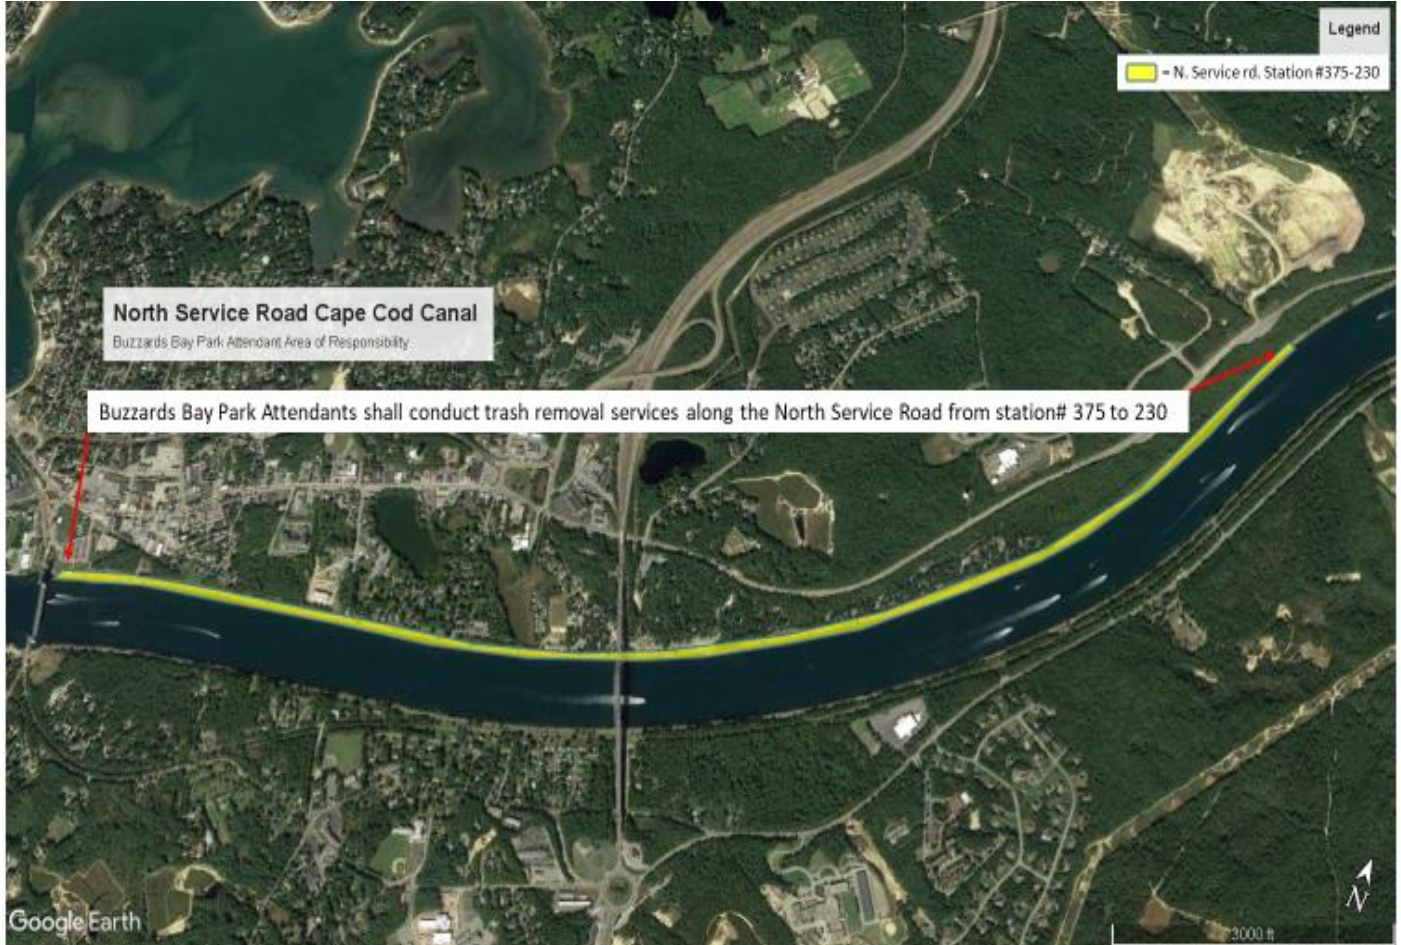 Legend
= N. Service rd. Station #375-230
North Service Road Cape Cod Canal
Buzzards Bay Park Attendant Area of Responsibility
Buzzards Bay Park Attendants shall conduct trash removal services along the North Service Road from station# 375 to 230
N
Google Earth
3000 ft